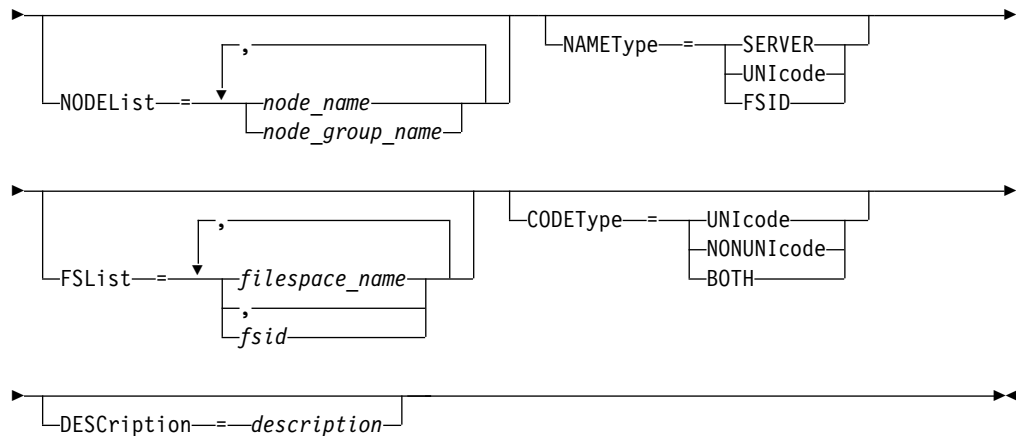 ,
NAMEType = SERVER
UNIcode
FSID
NODEList = node_name
node_group_name
,
CODEType = UNIcode
NONUNIcode
BOTH
FSList = filespace_name
,
fsid
DESCription = description